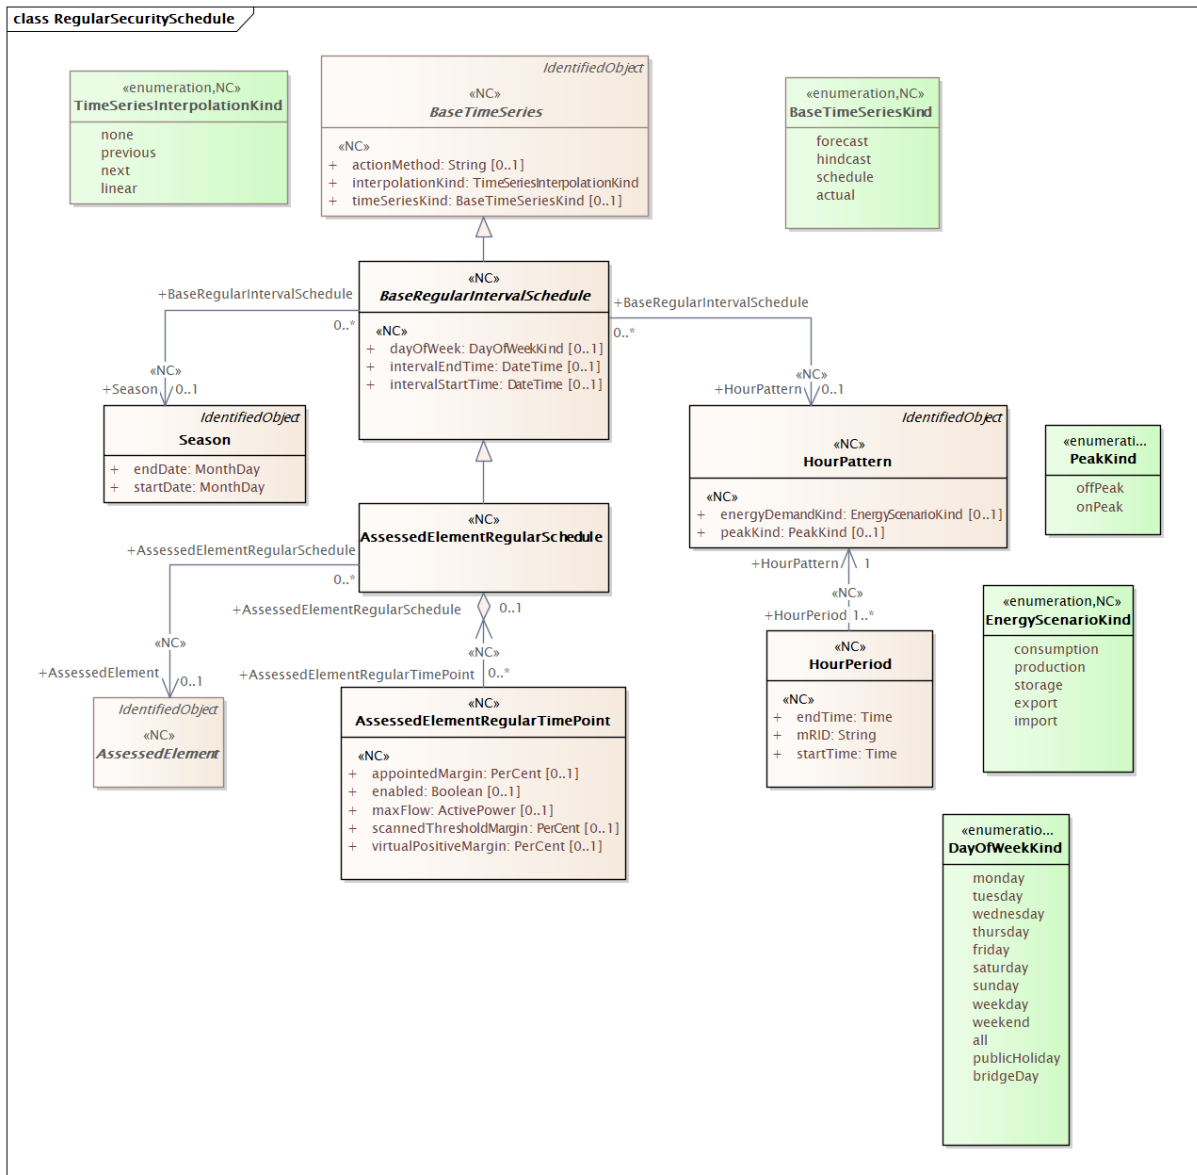 class RegularSecuritySchedule
«enumeration,NC»
TimeSeriesInterpolationKind
none
previous
next
linear
IdentifiedObject
«NC»
BaseTimeSeries
«NC»
+ actionMethod: String [0..1]
+ interpolationKind: TimeSeriesInterpolationKind
+ timeSeriesKind: BaseTimeSeriesKind [0..1]
«enumeration,NC»
BaseTimeSeriesKind
forecast
hindcast
schedule
actual
«NC»
BaseRegularIntervalSchedule
«NC»
+ dayOfWeek: DayOfWeekKind [0..1]
+ intervalEndTime: DateTime [0..1]
+ intervalStartTime: DateTime [0..1]
+BaseRegularIntervalSchedule
0..*
«NC»
+Season
0..1
+BaseRegularIntervalSchedule
0..*
«NC»
+HourPattern
0..1
IdentifiedObject
Season
+ endDate: MonthDay
+ startDate: MonthDay
IdentifiedObject
«NC»
HourPattern
«NC»
+ energyDemandKind: EnergyScenarioKind [0..1]
+ peakKind: PeakKind [0..1]
«enumerati...
PeakKind
offPeak
onPeak
«NC»
AssessedElementRegularSchedule
+AssessedElementRegularSchedule
0..*
«NC»
+AssessedElement
0..1
+AssessedElementRegularSchedule
0..1
«NC»
+AssessedElementRegularTimePoint
0..*
+HourPattern
1
«NC»
+HourPeriod
1..*
«enumeration,NC»
EnergyScenarioKind
consumption
production
storage
export
import
IdentifiedObject
«NC»
AssessedElement
«NC»
AssessedElementRegularTimePoint
«NC»
+ appointedMargin: PerCent [0..1]
+ enabled: Boolean [0..1]
+ maxFlow: ActivePower [0..1]
+ scannedThresholdMargin: PerCent [0..1]
+ virtualPositiveMargin: PerCent [0..1]
«NC»
HourPeriod
«NC»
+ endTime: Time
+ mRID: String
+ startTime: Time
«enumeratio...
DayOfWeekKind
monday
tuesday
wednesday
thursday
friday
saturday
sunday
weekday
weekend
all
publicHoliday
bridgeDay